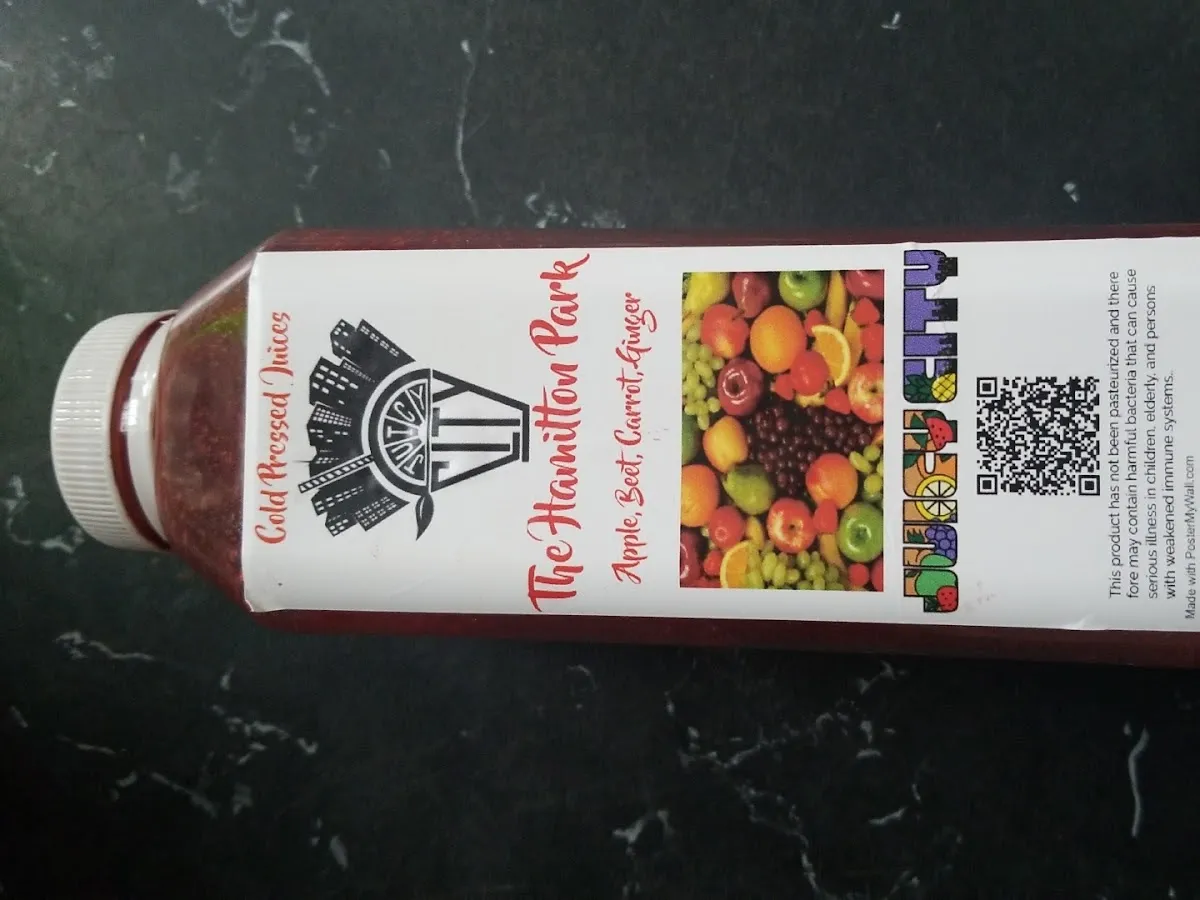 Cold Pressed Juices
JUICY
CITY
The Hamilton Park
Apple, Beet, Carrot, Ginger
JUICY CITY
This product has not been pasteurized and there
fore may contain harmful bacteria that can cause
serious illness in children, elderly, and persons
with weakened immune systems.
Made with PosterMyWall.com